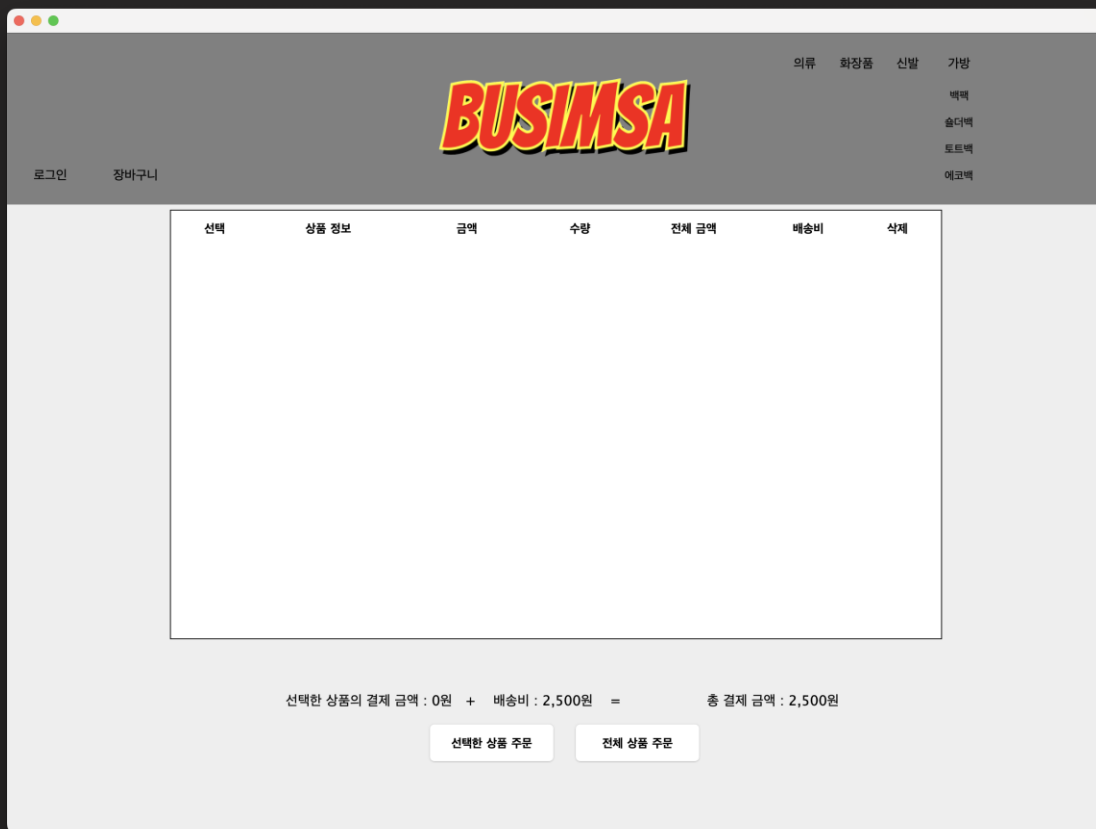 의류 화장품 신발 가방
BUSIMSA
백팩
숄더백
토트백
에코백
로그인 장바구니
선택 상품 정보 금액 수량 전체 금액 배송비 삭제
선택한 상품의 결제 금액 : 0원 + 배송비 : 2,500원 = 총 결제 금액 : 2,500원
선택한 상품 주문 전체 상품 주문